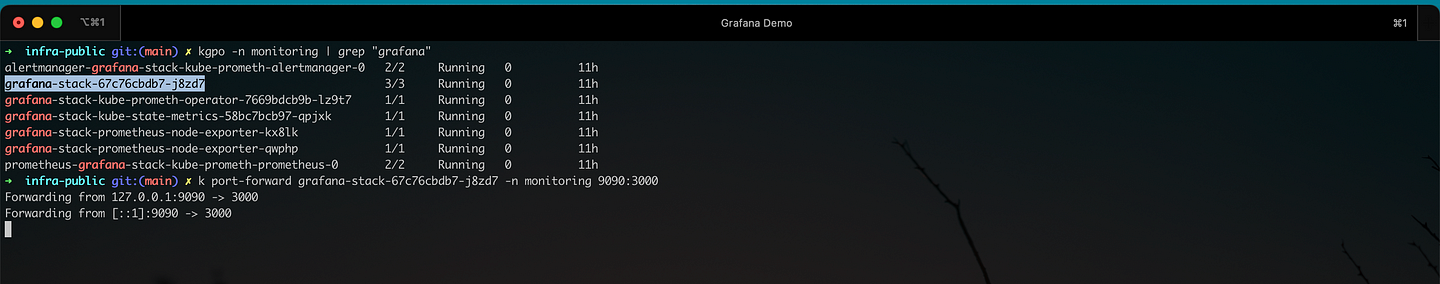 ⌥⌘1 Grafana Demo ⌘1
➜ infra-public git:(main) ✗ kgpo -n monitoring | grep "grafana"
alertmanager-grafana-stack-kube-prometh-alertmanager-0 2/2 Running 0 11h
grafana-stack-67c76cbdb7-j8zd7 3/3 Running 0 11h
grafana-stack-kube-prometh-operator-7669bdcb9b-lz9t7 1/1 Running 0 11h
grafana-stack-kube-state-metrics-58bc7bcb97-qpjxk 1/1 Running 0 11h
grafana-stack-prometheus-node-exporter-kx8lk 1/1 Running 0 11h
grafana-stack-prometheus-node-exporter-qwphp 1/1 Running 0 11h
prometheus-grafana-stack-kube-prometh-prometheus-0 2/2 Running 0 11h
➜ infra-public git:(main) ✗ k port-forward grafana-stack-67c76cbdb7-j8zd7 -n monitoring 9090:3000
Forwarding from 127.0.0.1:9090 -> 3000
Forwarding from [::1]:9090 -> 3000